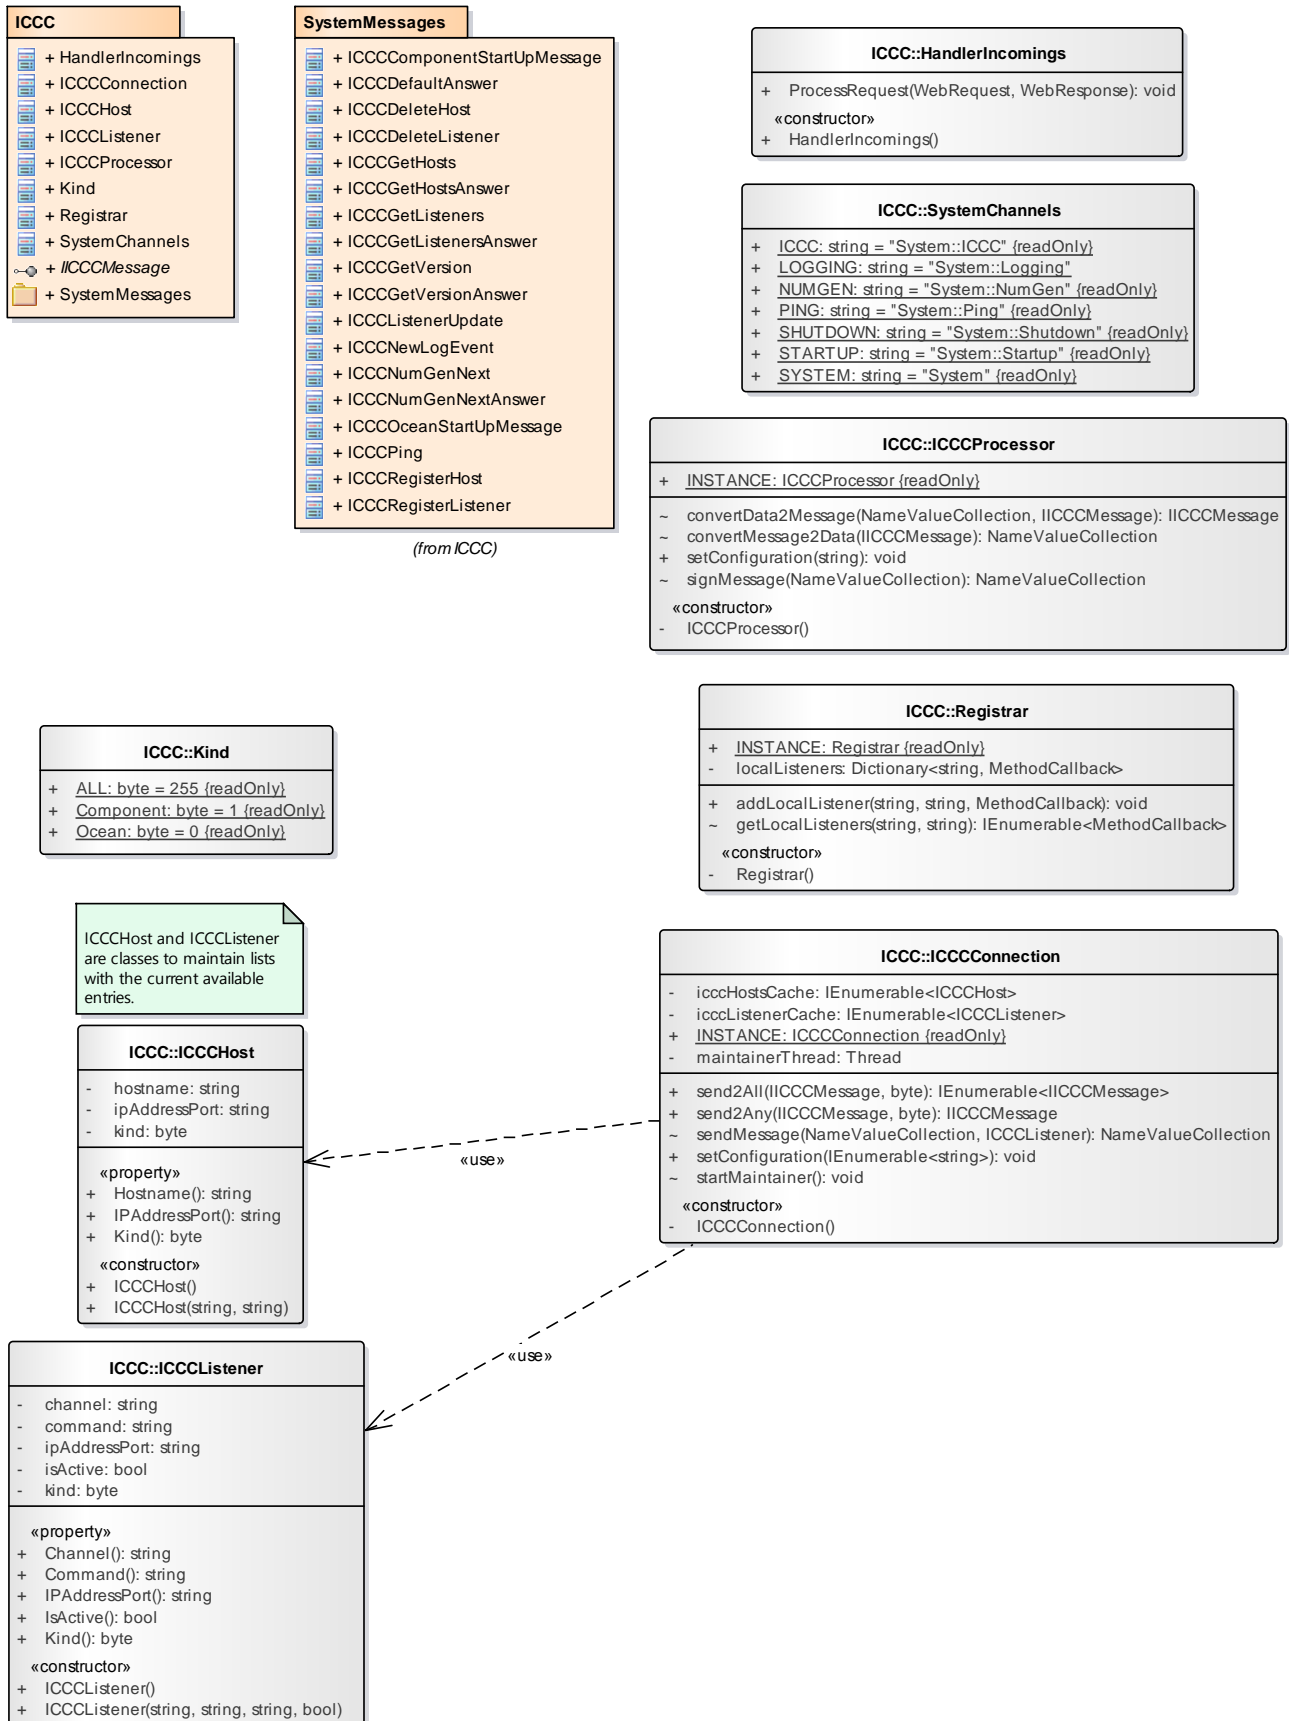 ICCC
+ HandlerIncomings
+ ICCCConnection
+ ICCCHost
+ ICCCListener
+ ICCCProcessor
+ Kind
+ Registrar
+ SystemChannels
+ IICCCMessage
+ SystemMessages
SystemMessages
+ ICCCComponentStartUpMessage
+ ICCCDefaultAnswer
+ ICCCDeleteHost
+ ICCCDeleteListener
+ ICCCGetHosts
+ ICCCGetHostsAnswer
+ ICCCGetListeners
+ ICCCGetListenersAnswer
+ ICCCGetVersion
+ ICCCGetVersionAnswer
+ ICCCListenerUpdate
+ ICCCNewLogEvent
+ ICCCNumGenNext
+ ICCCNumGenNextAnswer
+ ICCCOceanStartUpMessage
+ ICCCPing
+ ICCCRegisterHost
+ ICCCRegisterListener
(from ICCC)
ICCC::HandlerIncomings
+ ProcessRequest(WebRequest, WebResponse): void
«constructor»
+ HandlerIncomings()
ICCC::SystemChannels
+ ICCC: string = "System::ICCC" {readOnly}
+ LOGGING: string = "System::Logging"
+ NUMGEN: string = "System::NumGen" {readOnly}
+ PING: string = "System::Ping" {readOnly}
+ SHUTDOWN: string = "System::Shutdown" {readOnly}
+ STARTUP: string = "System::Startup" {readOnly}
+ SYSTEM: string = "System" {readOnly}
ICCC::ICCCProcessor
+ INSTANCE: ICCCProcessor {readOnly}
~ convertData2Message(NameValueCollection, IICCCMessage): IICCCMessage
~ convertMessage2Data(IICCCMessage): NameValueCollection
+ setConfiguration(string): void
~ signMessage(NameValueCollection): NameValueCollection
«constructor»
- ICCCProcessor()
ICCC::Kind
+ ALL: byte = 255 {readOnly}
+ Component: byte = 1 {readOnly}
+ Ocean: byte = 0 {readOnly}
ICCC::Registrar
+ INSTANCE: Registrar {readOnly}
- localListeners: Dictionary<string, MethodCallback>
+ addLocalListener(string, string, MethodCallback): void
~ getLocalListeners(string, string): IEnumerable<MethodCallback>
«constructor»
- Registrar()
ICCCHost and ICCCListener
are classes to maintain lists
with the current available
entries.
ICCC::ICCCConnection
- icccHostsCache: IEnumerable<ICCCHost>
- icccListenerCache: IEnumerable<ICCCListener>
+ INSTANCE: ICCCConnection {readOnly}
- maintainerThread: Thread
+ send2All(IICCCMessage, byte): IEnumerable<IICCCMessage>
+ send2Any(IICCCMessage, byte): IICCCMessage
~ sendMessage(NameValueCollection, ICCCListener): NameValueCollection
+ setConfiguration(IEnumerable<string>): void
~ startMaintainer(): void
«constructor»
- ICCCConnection()
ICCC::ICCCHost
- hostname: string
- ipAddressPort: string
- kind: byte
«property»
+ Hostname(): string
+ IPAddressPort(): string
+ Kind(): byte
«constructor»
+ ICCCHost()
+ ICCCHost(string, string)
«use»
«use»
ICCC::ICCCListener
- channel: string
- command: string
- ipAddressPort: string
- isActive: bool
- kind: byte
«property»
+ Channel(): string
+ Command(): string
+ IPAddressPort(): string
+ IsActive(): bool
+ Kind(): byte
«constructor»
+ ICCCListener()
+ ICCCListener(string, string, string, bool)